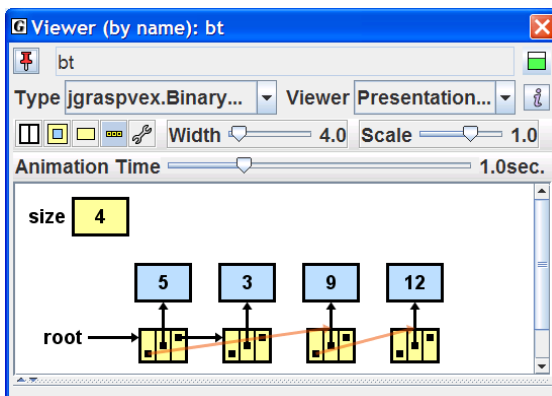 G Viewer (by name): bt
bt
Type jgraspvex.Binary... Viewer Presentation... i
Width 4.0 Scale 1.0
Animation Time 1.0sec.
size 4
5 3 9 12
root